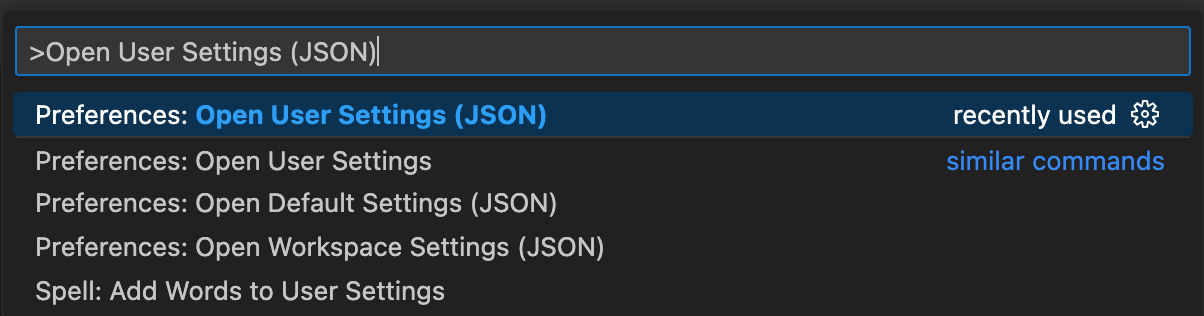 >Open User Settings (JSON)
Preferences: Open User Settings (JSON) recently used
Preferences: Open User Settings similar commands
Preferences: Open Default Settings (JSON)
Preferences: Open Workspace Settings (JSON)
Spell: Add Words to User Settings